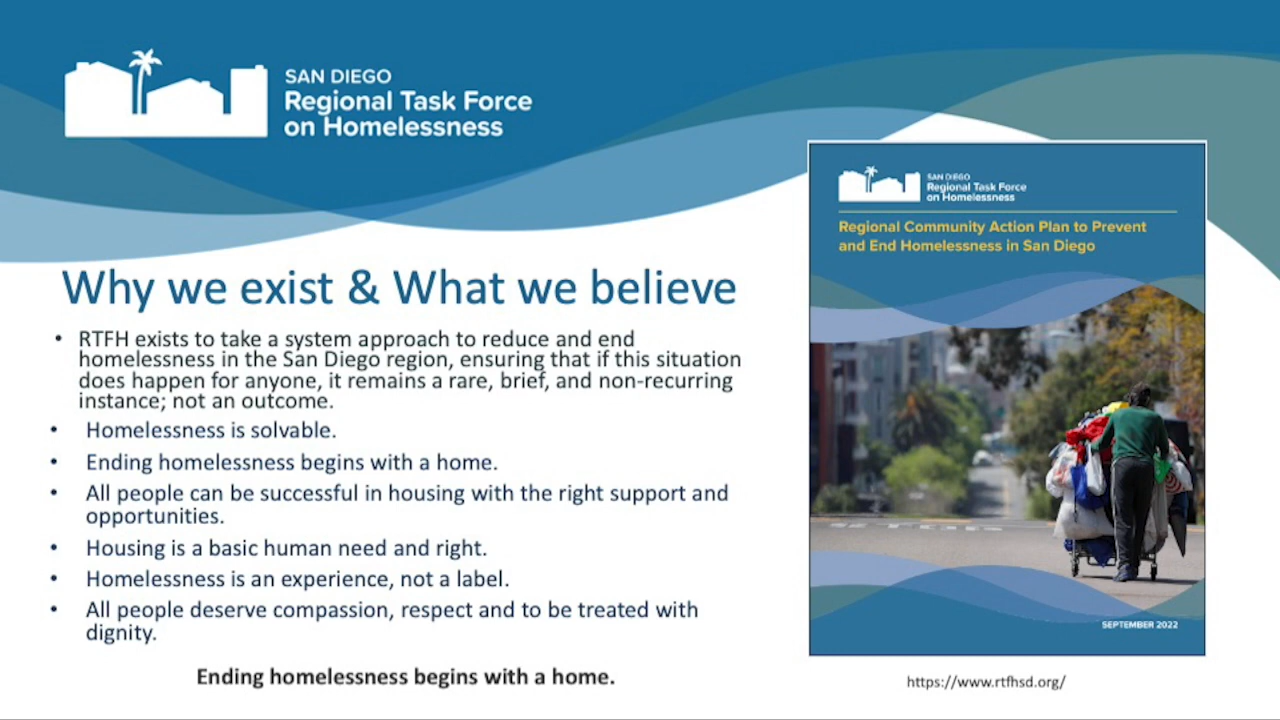 SAN DIEGO
Regional Task Force
on Homelessness
SAN DIEGO
Regional Task Force
on Homelessness
Regional Community Action Plan to Prevent
and End Homelessness in San Diego
SEPTEMBER 2022
Why we exist & What we believe
• RTFH exists to take a system approach to reduce and end
homelessness in the San Diego region, ensuring that if this situation
does happen for anyone, it remains a rare, brief, and non-recurring
instance; not an outcome.
• Homelessness is solvable.
• Ending homelessness begins with a home.
• All people can be successful in housing with the right support and
opportunities.
• Housing is a basic human need and right.
• Homelessness is an experience, not a label.
• All people deserve compassion, respect and to be treated with
dignity.
Ending homelessness begins with a home.
https://www.rtfhsd.org/